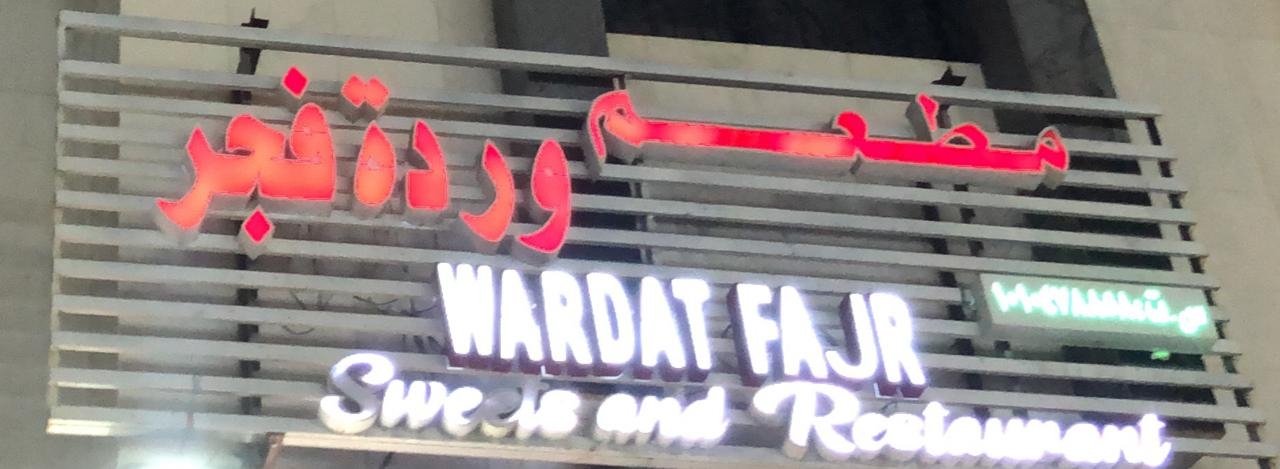 مطعم وردة فجر
WARDAT FAJR
Sweets and Restaurant
س.ت